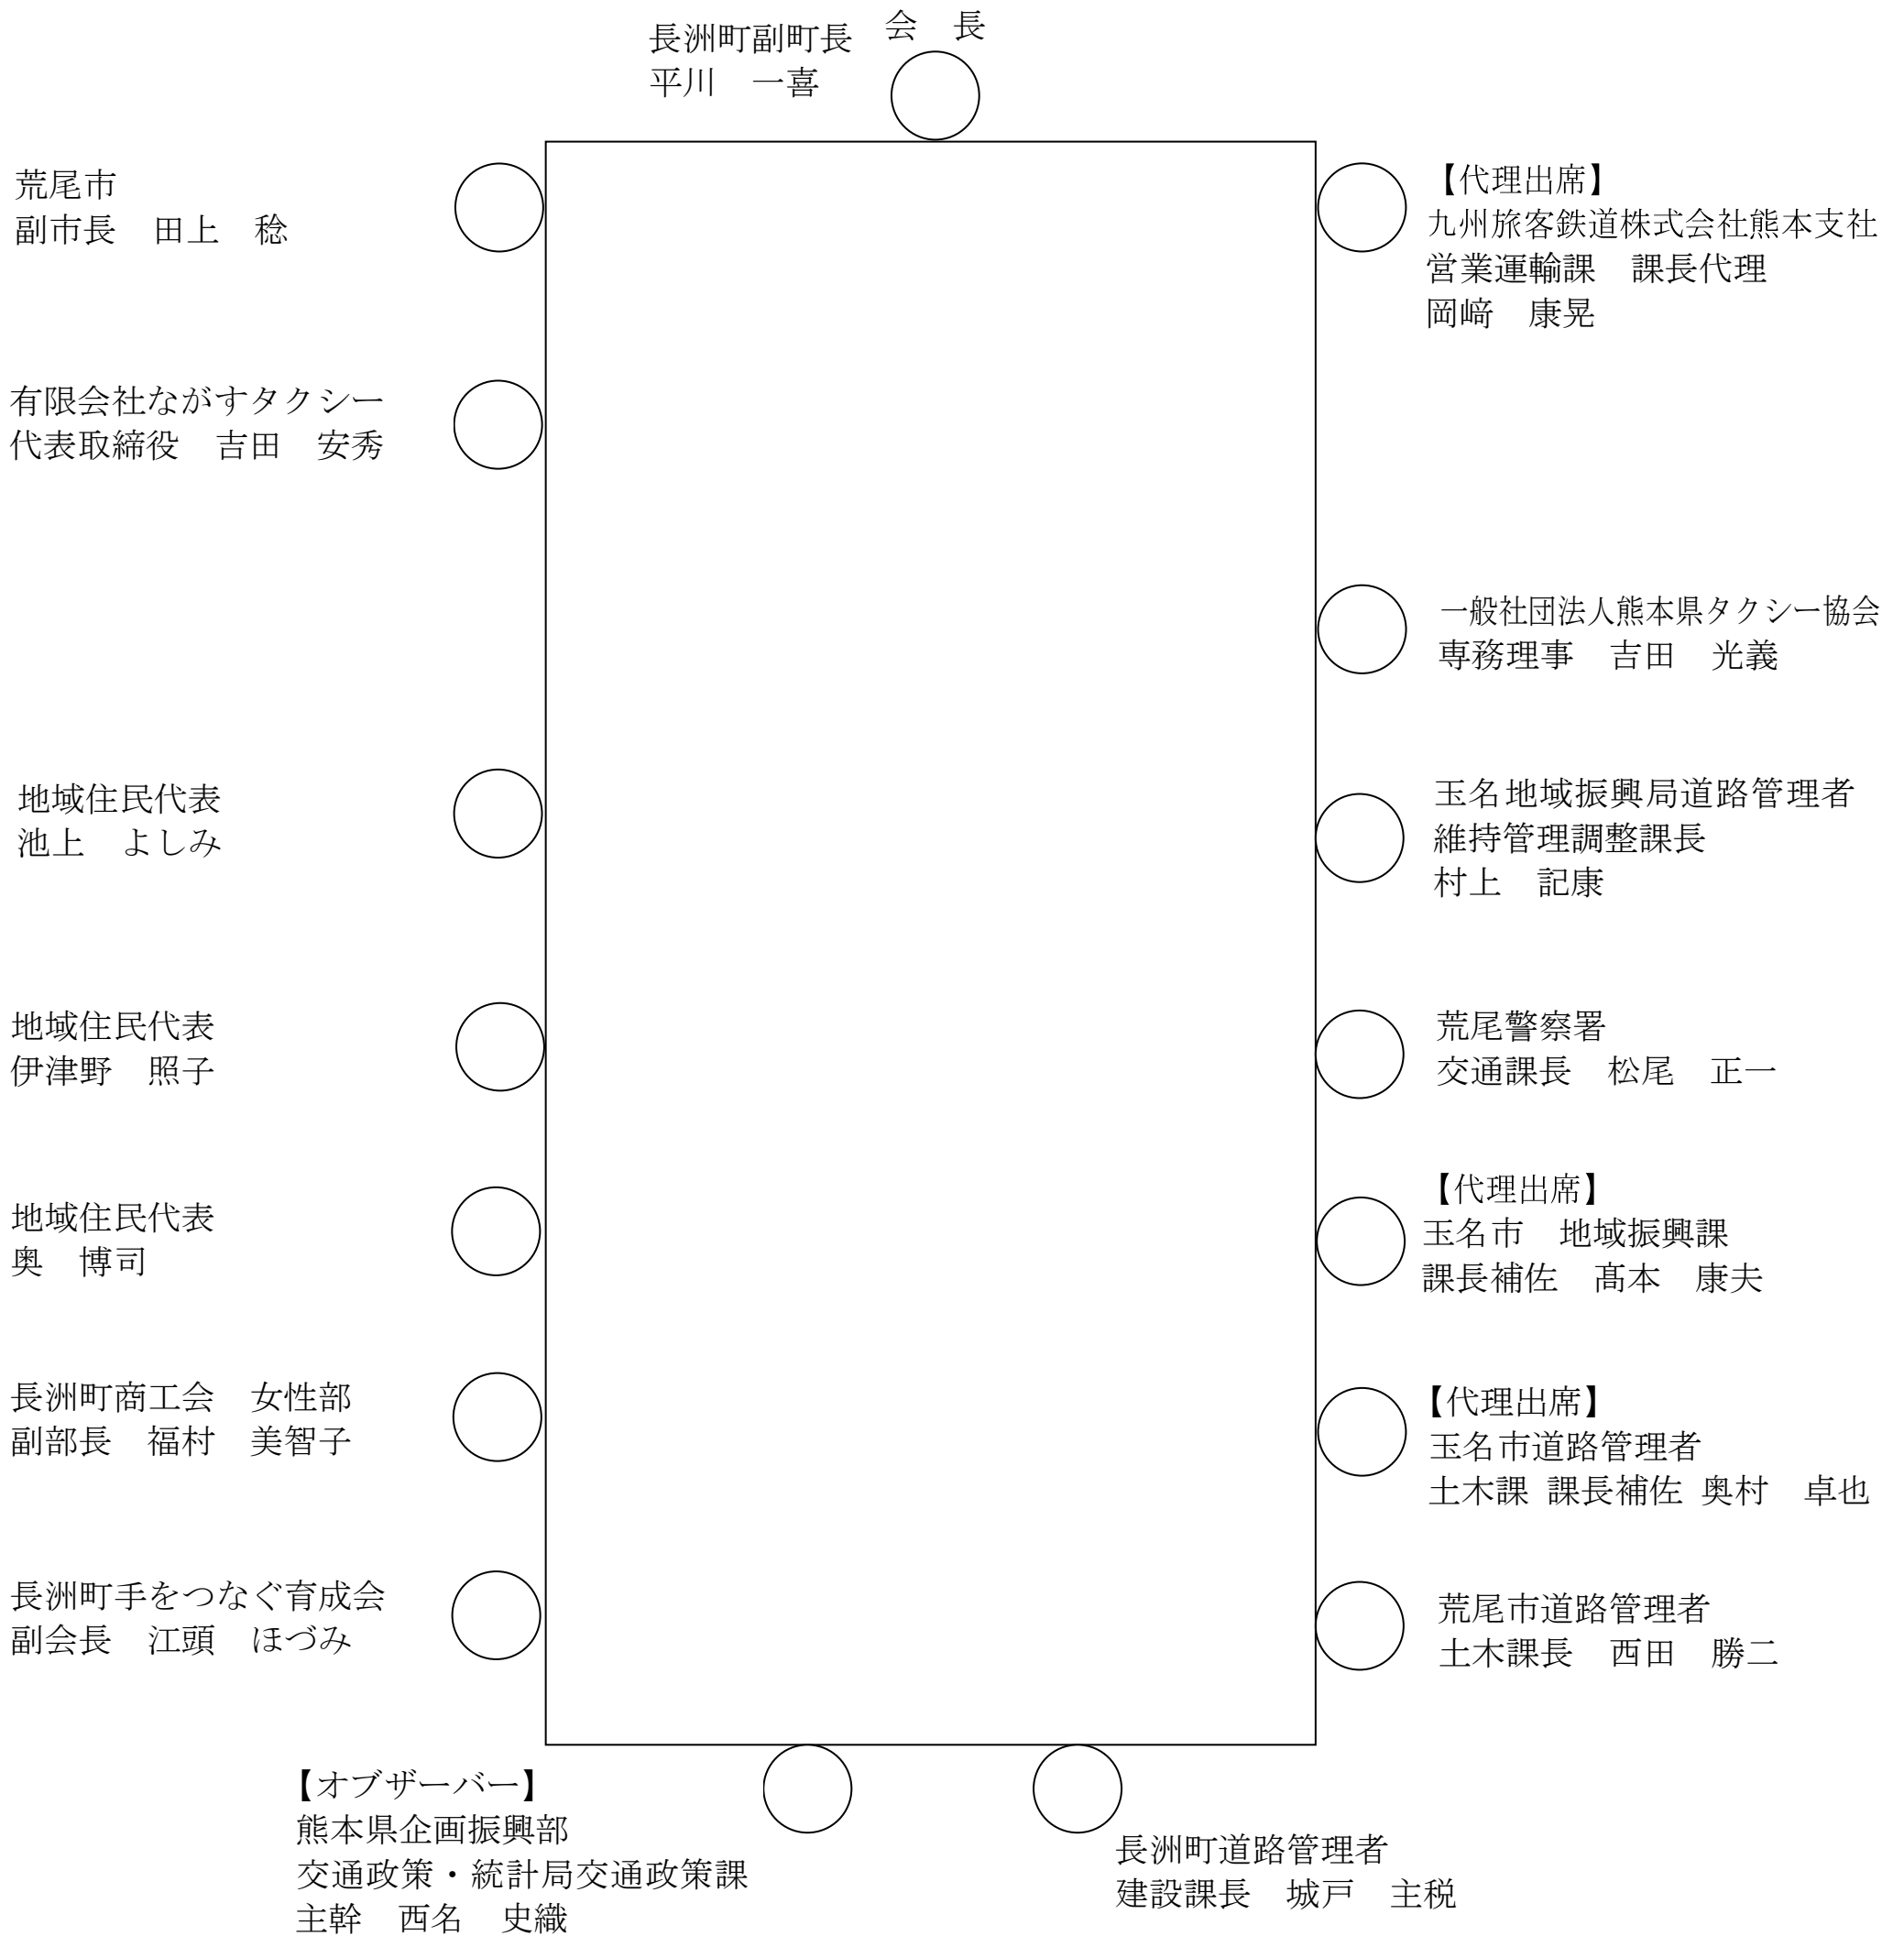 会　長
長洲町副町長
平川　一喜
荒尾市
副市長　田上　稔
有限会社ながすタクシー
代表取締役　吉田　安秀
地域住民代表
池上　よしみ
地域住民代表
伊津野　照子
地域住民代表
奥　博司
長洲町商工会　女性部
副部長　福村　美智子
長洲町手をつなぐ育成会
副会長　江頭　ほづみ
【代理出席】
九州旅客鉄道株式会社熊本支社
営業運輸課　課長代理
岡﨑　康晃
一般社団法人熊本県タクシー協会
専務理事　吉田　光義
玉名地域振興局道路管理者
維持管理調整課長
村上　記康
荒尾警察署
交通課長　松尾　正一
【代理出席】
玉名市　地域振興課
課長補佐　髙本　康夫
【代理出席】
玉名市道路管理者
土木課 課長補佐 奥村　卓也
荒尾市道路管理者
土木課長　西田　勝二
【オブザーバー】
熊本県企画振興部
交通政策・統計局交通政策課
主幹　西名　史織
長洲町道路管理者
建設課長　城戸　主税